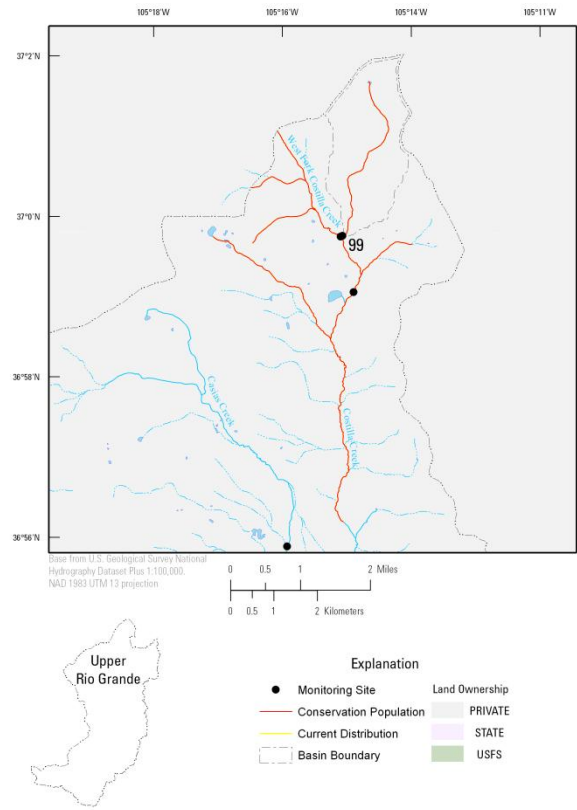 105°18'W 105°16'W 105°14'W 105°11'W
37°2'N
37°0'N
36°58'N
36°56'N
West Fork Costilla Creek
99
Casias Creek
Costilla Creek
Base from U.S. Geological Survey National
Hydrography Dataset Plus 1:100,000.
NAD 1983 UTM 13 projection
0 0.5 1 2 Miles
0 0.5 1 2 Kilometers
Upper
Rio Grande
Explanation
Monitoring Site
Conservation Population
Current Distribution
Basin Boundary
Land Ownership
PRIVATE
STATE
USFS